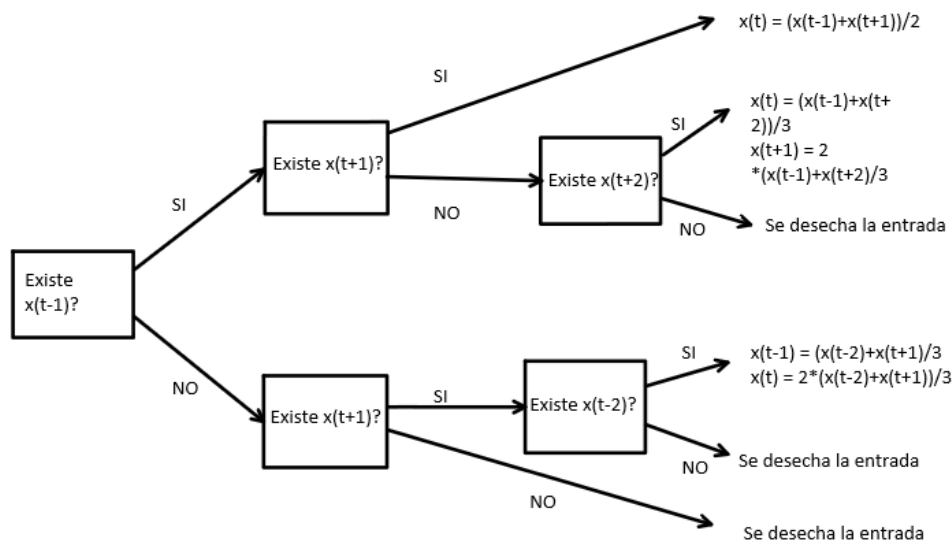 x(t) = (x(t-1)+x(t+1))/2
SI
x(t) = (x(t-1)+x(t+
2))/3
x(t+1) = 2
*(x(t-1)+x(t+2)/3
SI
Existe x(t+1)?
Existe x(t+2)?
SI
NO
NO
Se desecha la entrada
Existe
x(t-1)?
x(t-1) = (x(t-2)+x(t+1)/3
x(t) = 2*(x(t-2)+x(t+1))/3
SI
NO
SI
Existe x(t+1)?
Existe x(t-2)?
NO
Se desecha la entrada
NO
Se desecha la entrada